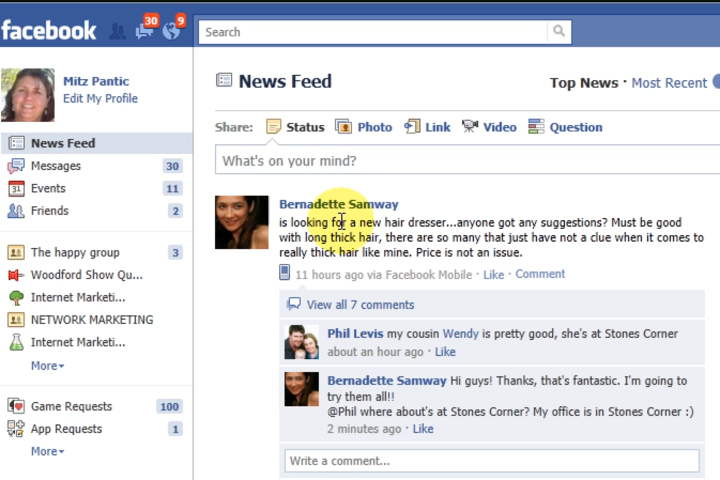 facebook
30
9
Search
Mitz Pantic
Edit My Profile
News Feed
Messages 30
Events 11
Friends 2
The happy group 3
Woodford Show Qu...
Internet Marketi...
NETWORK MARKETING
Internet Marketi...
More
Game Requests 100
App Requests 1
More
News Feed
Top News · Most Recent
Share: Status Photo Link Video Question
What's on your mind?
Bernadette Samway
is looking for a new hair dresser...anyone got any suggestions? Must be good
with long thick hair, there are so many that just have not a clue when it comes to
really thick hair like mine. Price is not an issue.
11 hours ago via Facebook Mobile · Like · Comment
View all 7 comments
Phil Levis my cousin Wendy is pretty good, she's at Stones Corner
about an hour ago · Like
Bernadette Samway Hi guys! Thanks, that's fantastic. I'm going to
try them all!!
@Phil where about's at Stones Corner? My office is in Stones Corner :)
2 minutes ago · Like
Write a comment...